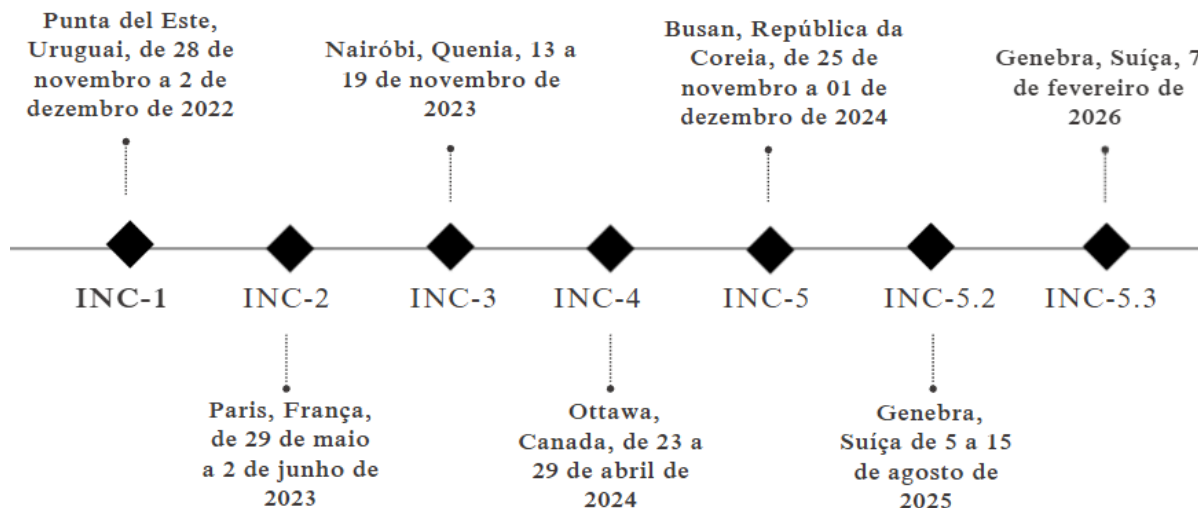 Punta del Este,
Uruguai, de 28 de
novembro a 2 de
dezembro de 2022
Nairóbi, Quenia, 13 a
19 de novembro de
2023
Busan, República da
Coreia, de 25 de
novembro a 01 de
dezembro de 2024
Genebra, Suíça, 7
de fevereiro de
2026
INC-1
INC-2
INC-3
INC-4
INC-5
INC-5.2
INC-5.3
Paris, França,
de 29 de maio
a 2 de junho de
2023
Ottawa,
Canada, de 23 a
29 de abril de
2024
Genebra,
Suíça de 5 a 15
de agosto de
2025